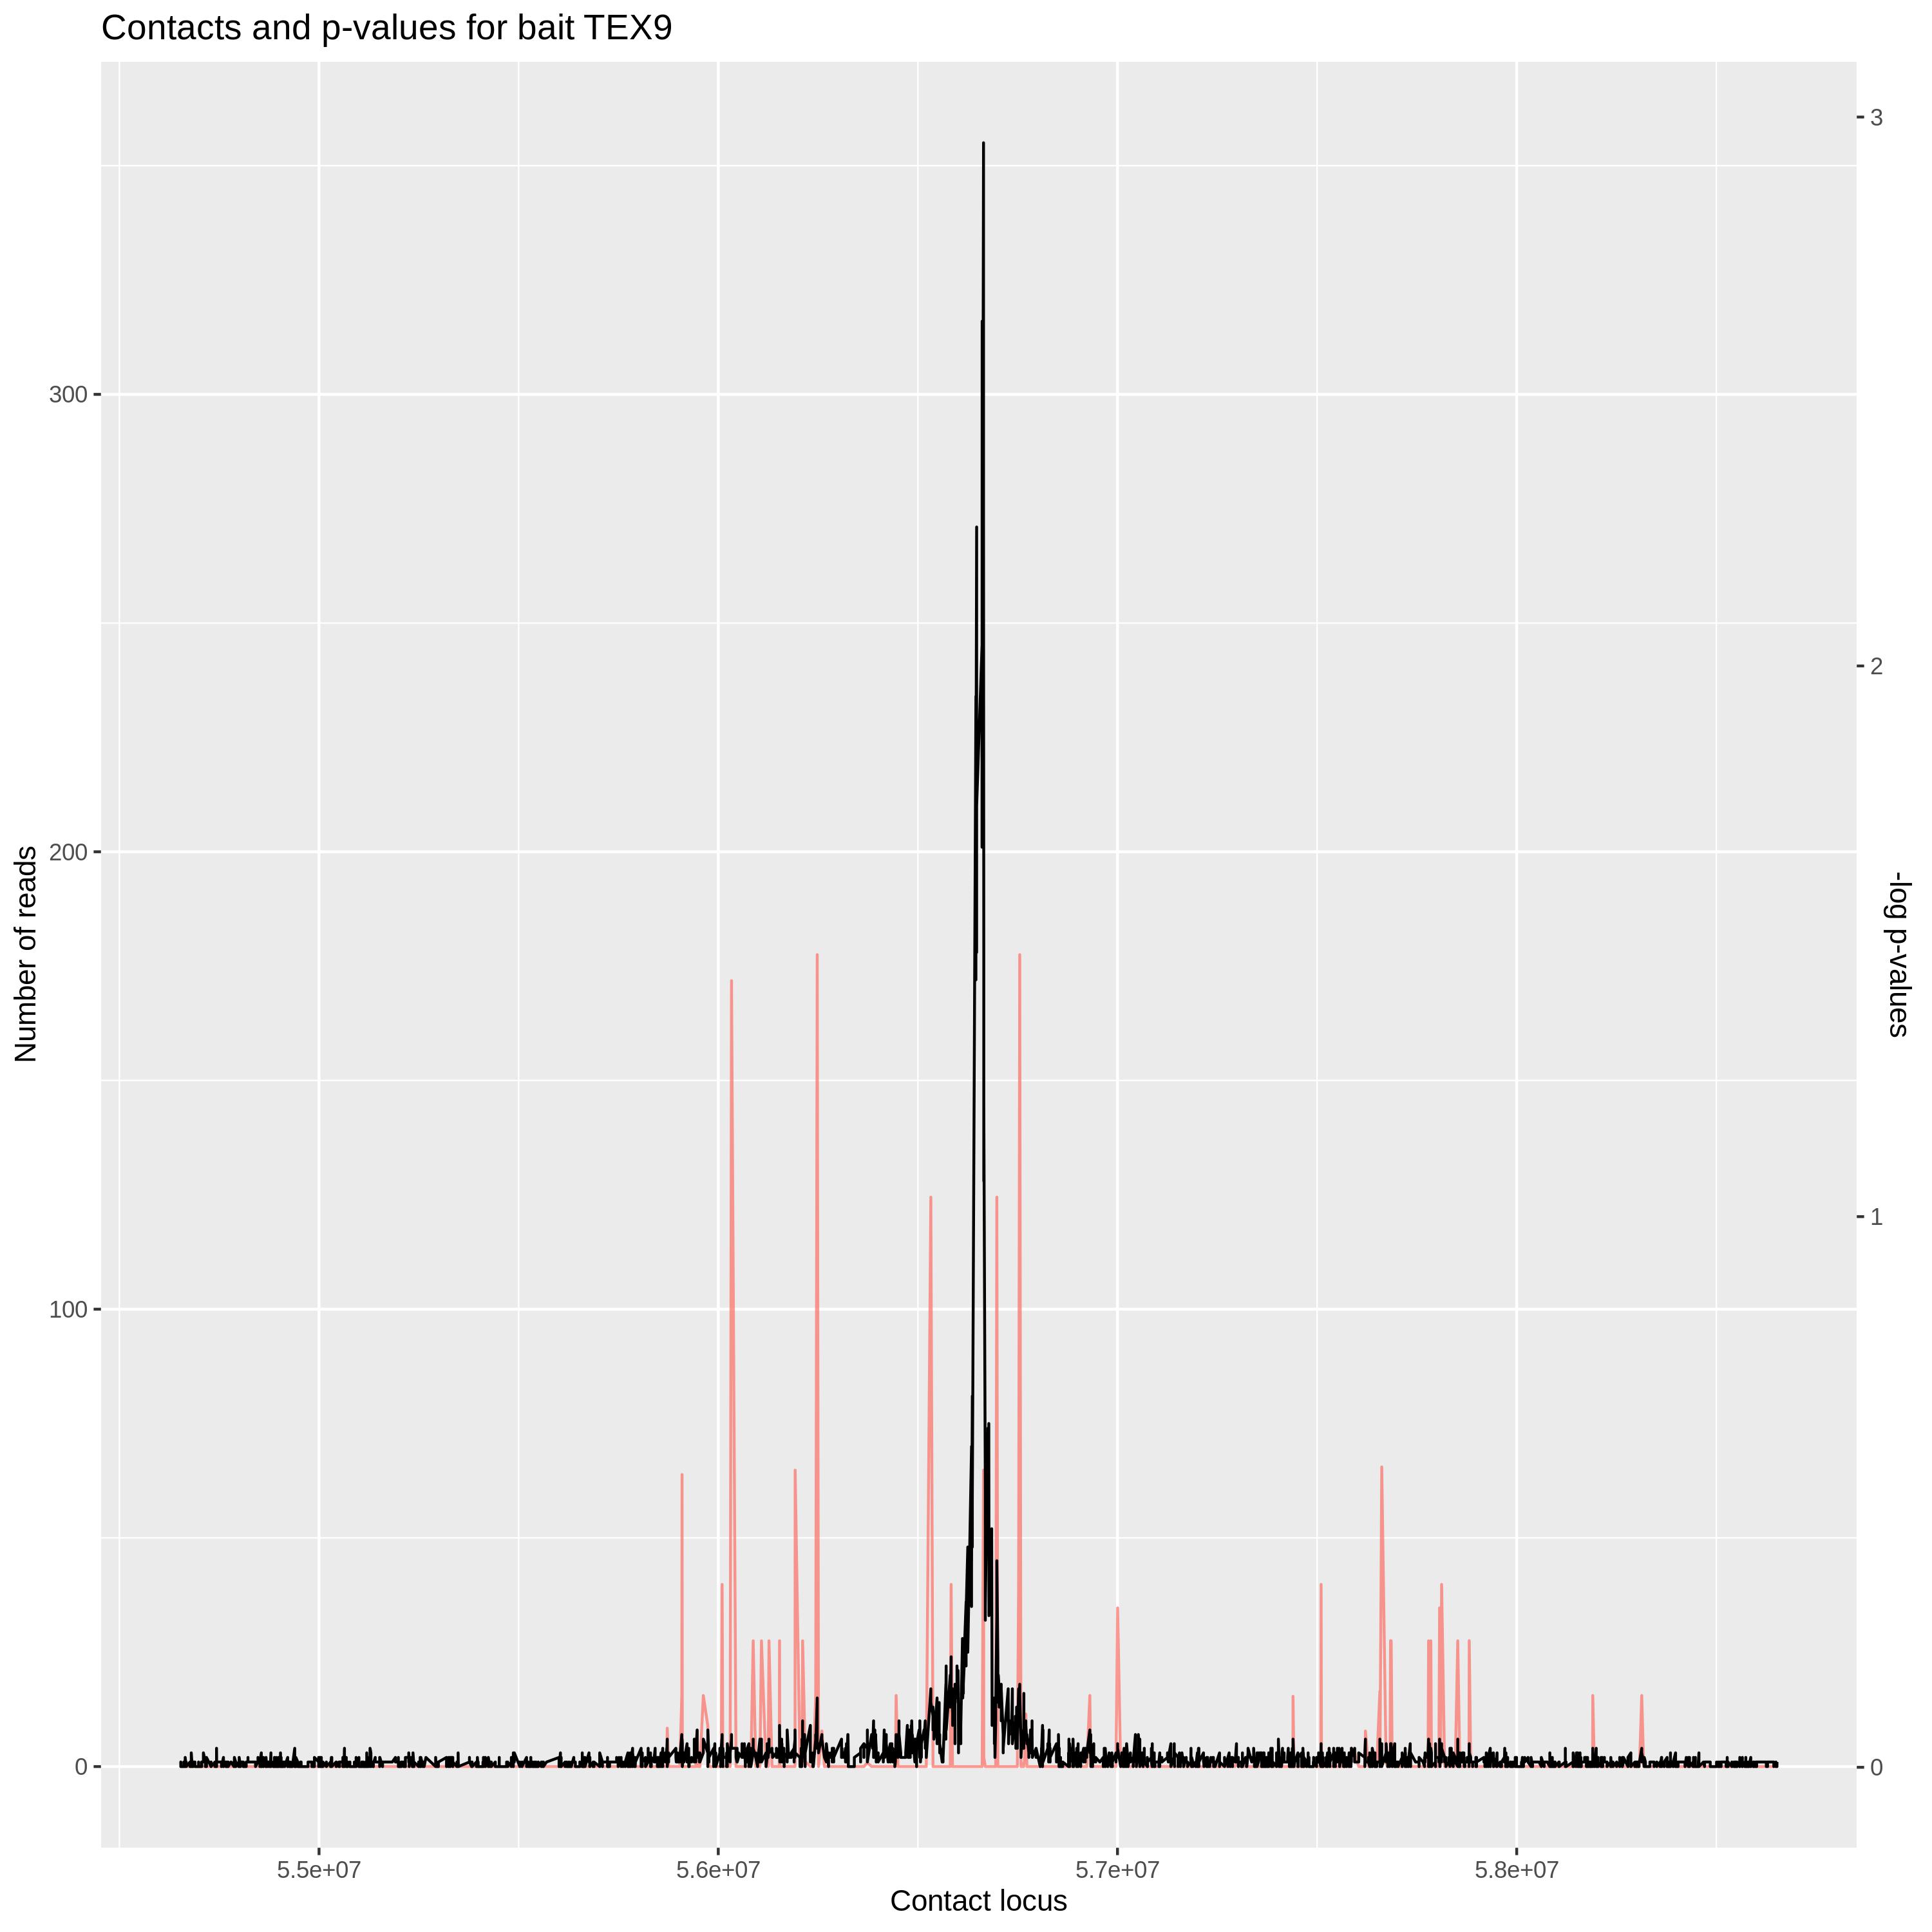 Contacts and p-values for bait TEX9
3
300
2
200
Number of reads
-log p-values
1
100
0
0
5.5e+07
5.6e+07
5.7e+07
5.8e+07
Contact locus